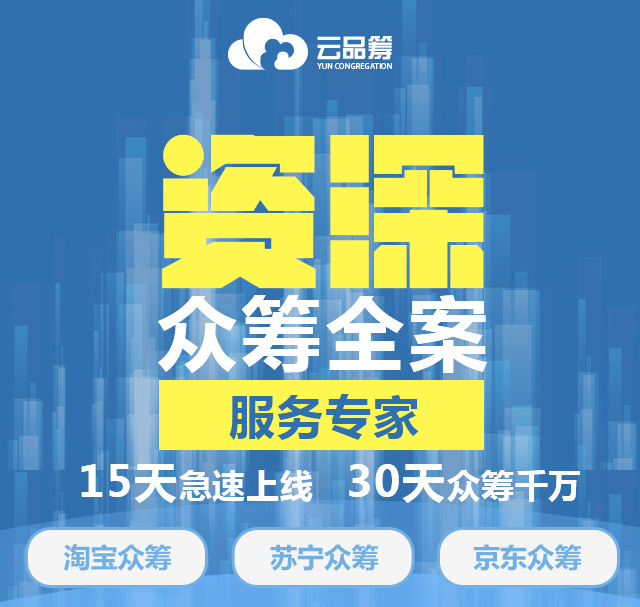 云品筹
YUN CONGREGATION
资深
众筹全案
服务专家
15天急速上线 30天众筹千万
淘宝众筹 苏宁众筹 京东众筹